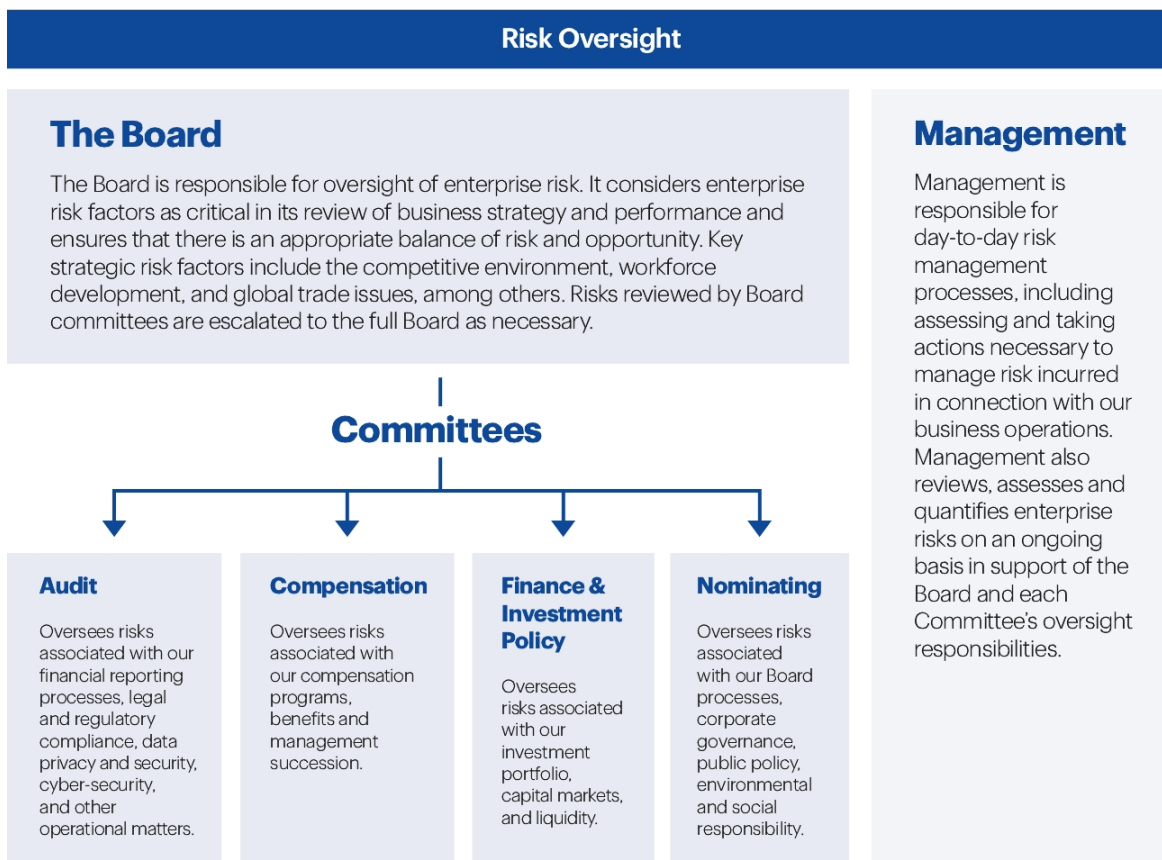 Risk Oversight
The Board
The Board is responsible for oversight of enterprise risk. It considers enterprise
risk factors as critical in its review of business strategy and performance and
ensures that there is an appropriate balance of risk and opportunity. Key
strategic risk factors include the competitive environment, workforce
development, and global trade issues, among others. Risks reviewed by Board
committees are escalated to the full Board as necessary.
Committees
Audit
Oversees risks
associated with our
financial reporting
processes, legal
and regulatory
compliance, data
privacy and security,
cyber-security,
and other
operational matters.
Compensation
Oversees risks
associated with
our compensation
programs,
benefits and
management
succession.
Finance &
Investment
Policy
Oversees
risks associated
with our
investment
portfolio,
capital markets,
and liquidity.
Nominating
Oversees risks
associated
with our Board
processes,
corporate
governance,
public policy,
environmental
and social
responsibility.
Management
Management is
responsible for
day-to-day risk
management
processes, including
assessing and taking
actions necessary to
manage risk incurred
in connection with our
business operations.
Management also
reviews, assesses and
quantifies enterprise
risks on an ongoing
basis in support of the
Board and each
Committee’s oversight
responsibilities.